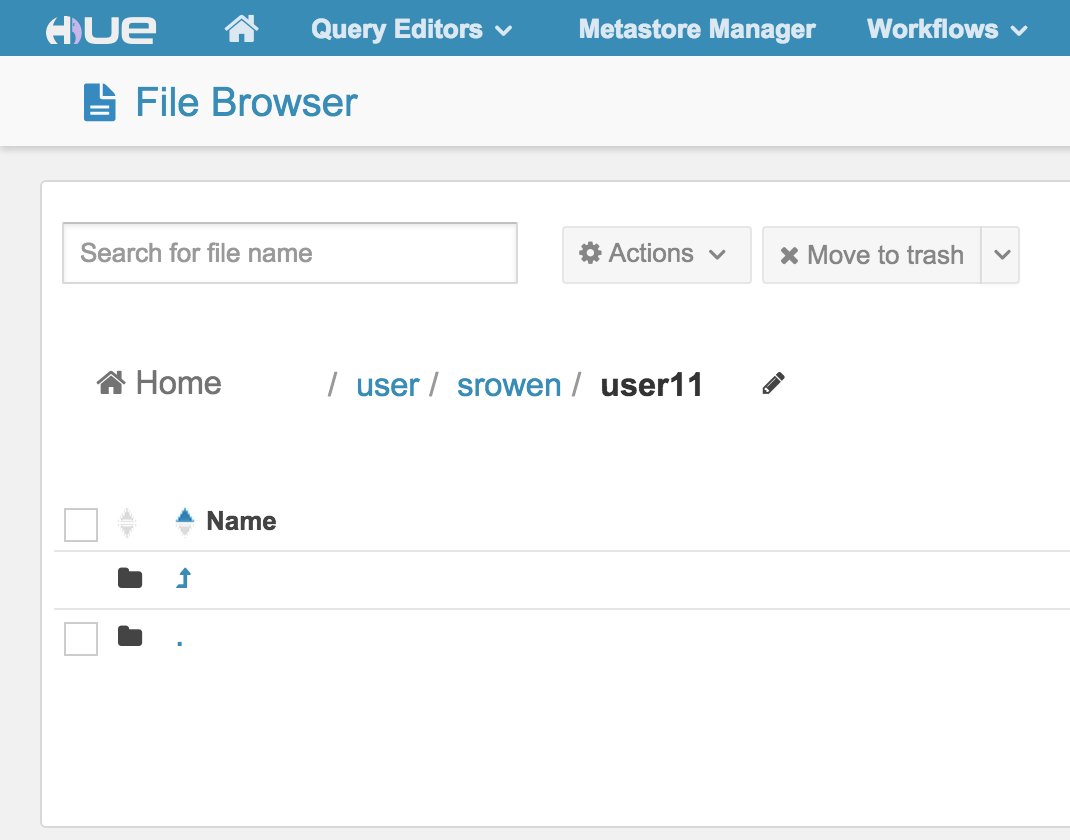 HUE Query Editors Metastore Manager Workflows
File Browser
Search for file name Actions Move to trash
Home / user / srowen / user11
Name
.